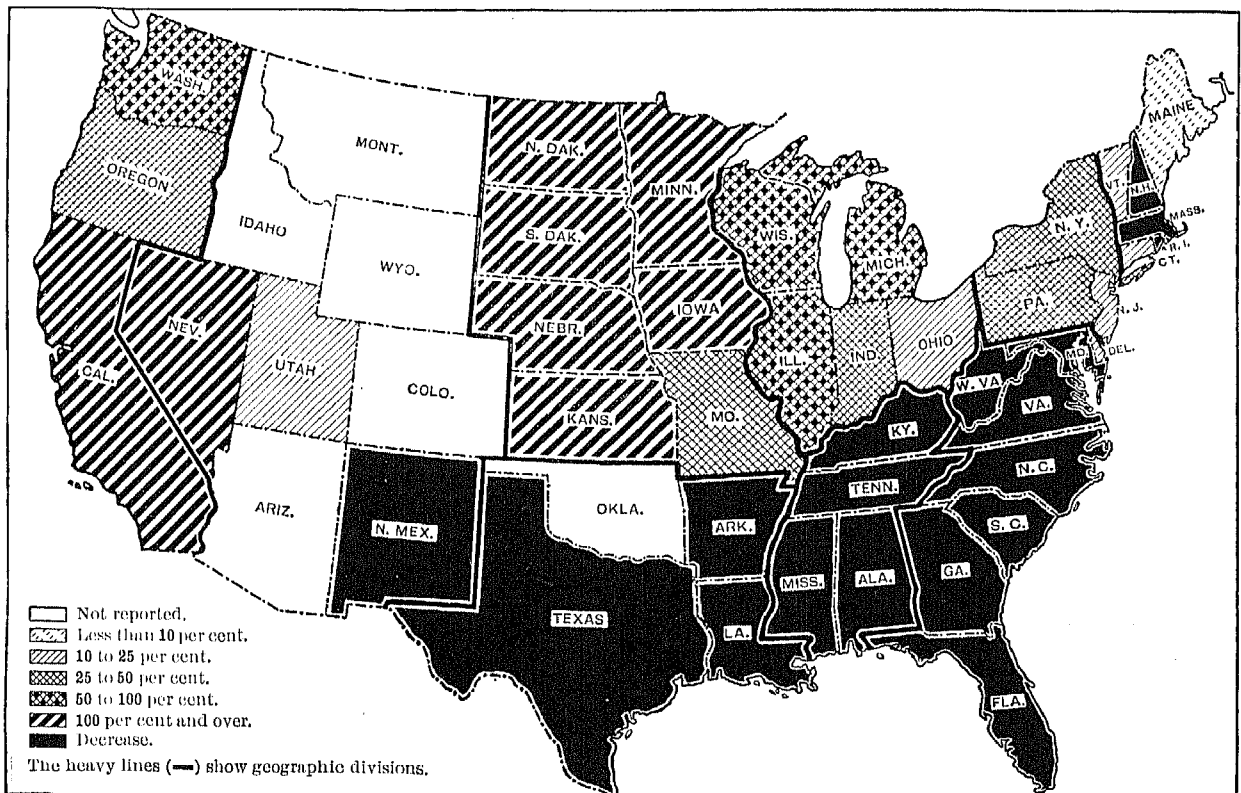 WASH.
MONT.
N. DAK.
MINN.
MAINE
OREGON
VT.
N.H.
IDAHO
S. DAK.
WIS.
MICH.
N. Y.
MASS.
R. I.
CT.
WYO.
NEBR.
IOWA
PA.
N. J.
NEV.
UTAH
COLO.
ILL.
IND.
OHIO
MD.
DEL.
CAL.
KANS.
MO.
W. VA
VA.
KY.
N. C.
ARIZ.
N. MEX.
OKLA.
ARK.
TENN.
S. C.
TEXAS
LA.
MISS.
ALA.
GA.
FLA.
Not reported.
Less than 10 per cent.
10 to 25 per cent.
25 to 50 per cent.
50 to 100 per cent.
100 per cent and over.
Decrease.
The heavy lines (━) show geographic divisions.